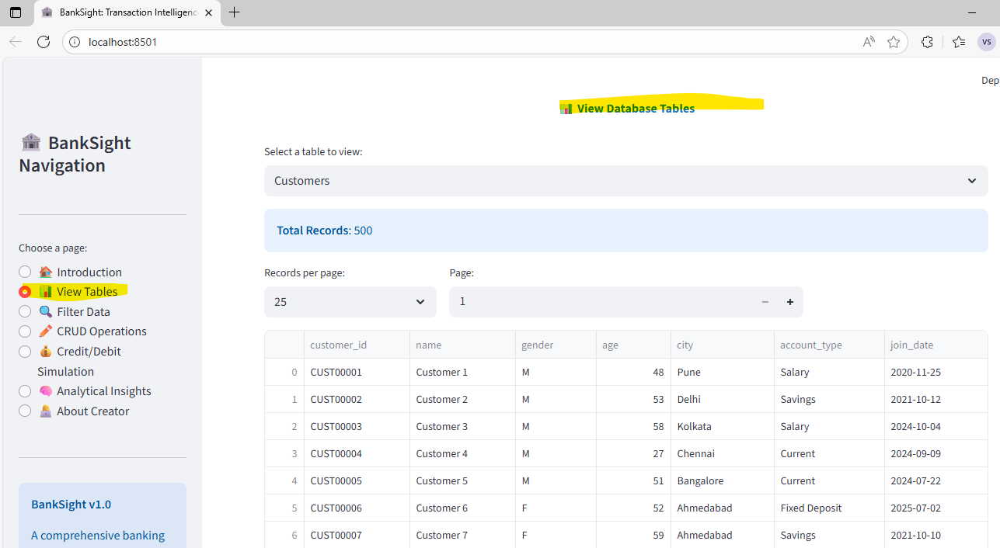 BankSight: Transaction Intelligenc
localhost:8501
VS
Dep
BankSight
Navigation
Choose a page:
Introduction
View Tables
Filter Data
CRUD Operations
Credit/Debit
Simulation
Analytical Insights
About Creator
BankSight v1.0
A comprehensive banking
View Database Tables
Select a table to view:
Customers
Total Records: 500
Records per page: Page:
25 1
customer_id name gender age city account_type join_date
0 CUST00001 Customer 1 M 48 Pune Salary 2020-11-25
1 CUST00002 Customer 2 M 53 Delhi Savings 2021-10-12
2 CUST00003 Customer 3 M 58 Kolkata Salary 2024-10-04
3 CUST00004 Customer 4 M 27 Chennai Current 2024-09-09
4 CUST00005 Customer 5 M 51 Bangalore Current 2024-07-22
5 CUST00006 Customer 6 F 52 Ahmedabad Fixed Deposit 2025-07-02
6 CUST00007 Customer 7 F 59 Ahmedabad Savings 2021-10-10